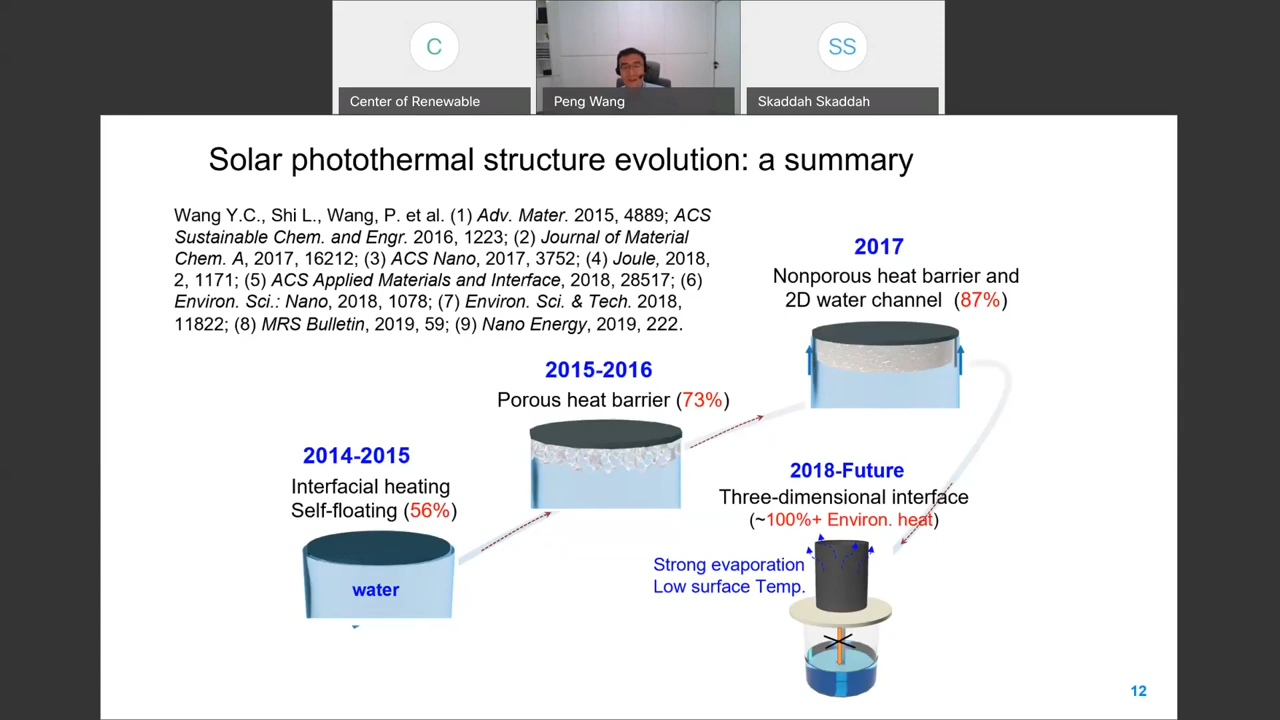 C
SS
Center of Renewable
Peng Wang
Skaddah Skaddah
Solar photothermal structure evolution: a summary
Wang Y.C., Shi L., Wang, P. et al. (1) Adv. Mater. 2015, 4889; ACS
Sustainable Chem. and Engr. 2016, 1223; (2) Journal of Material
Chem. A, 2017, 16212; (3) ACS Nano, 2017, 3752; (4) Joule, 2018,
2, 1171; (5) ACS Applied Materials and Interface, 2018, 28517; (6)
Environ. Sci.: Nano, 2018, 1078; (7) Environ. Sci. & Tech. 2018,
11822; (8) MRS Bulletin, 2019, 59; (9) Nano Energy, 2019, 222.
2017
Nonporous heat barrier and
2D water channel (87%)
2015-2016
Porous heat barrier (73%)
2014-2015
Interfacial heating
Self-floating (56%)
water
2018-Future
Three-dimensional interface
(~100%+ Environ. heat)
Strong evaporation
Low surface Temp.
12